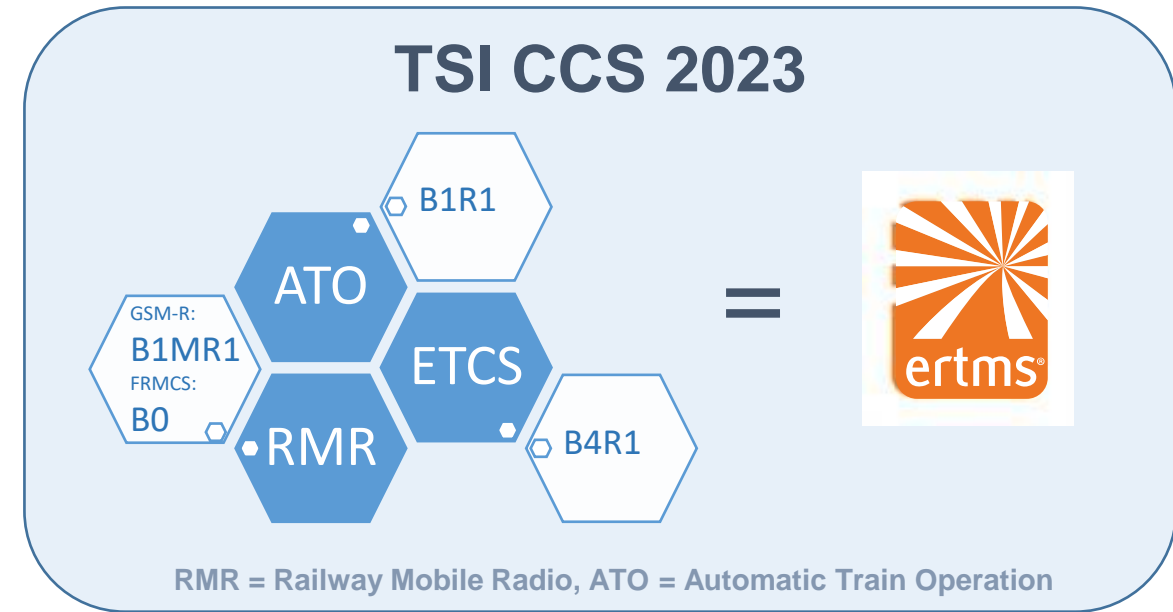 TSI CCS 2023
B1R1
ATO
GSM-R:
B1MR1
FRMCS:
B0
ETCS
RMR
B4R1
=
ertms®
RMR = Railway Mobile Radio, ATO = Automatic Train Operation